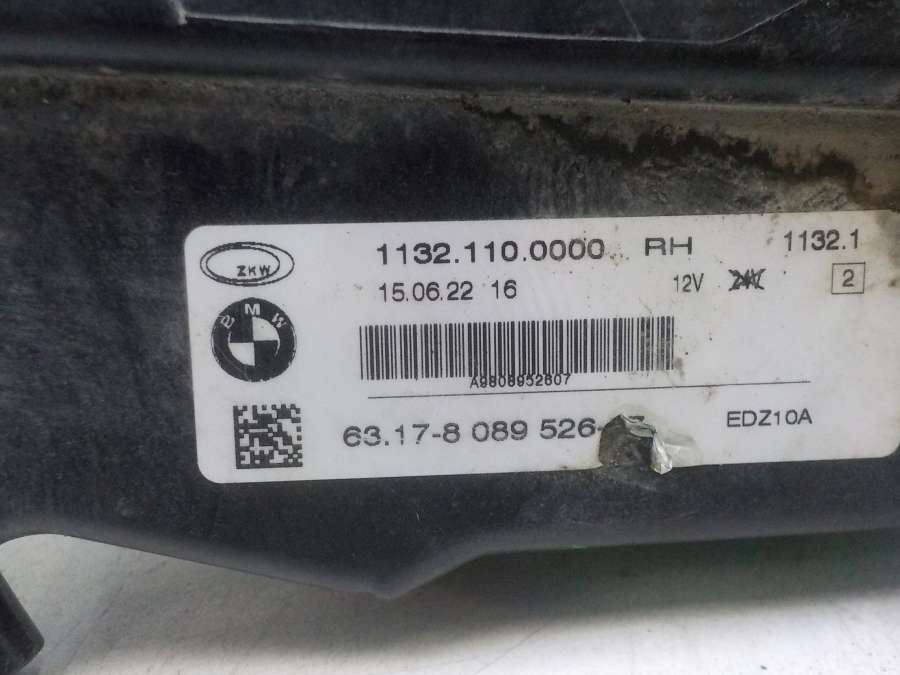 ZKW
1132.110.0000 RH 1132.1
15.06.22 16 12V 2
BMW
A9808952607
63.17-8 089 526- EDZ10A